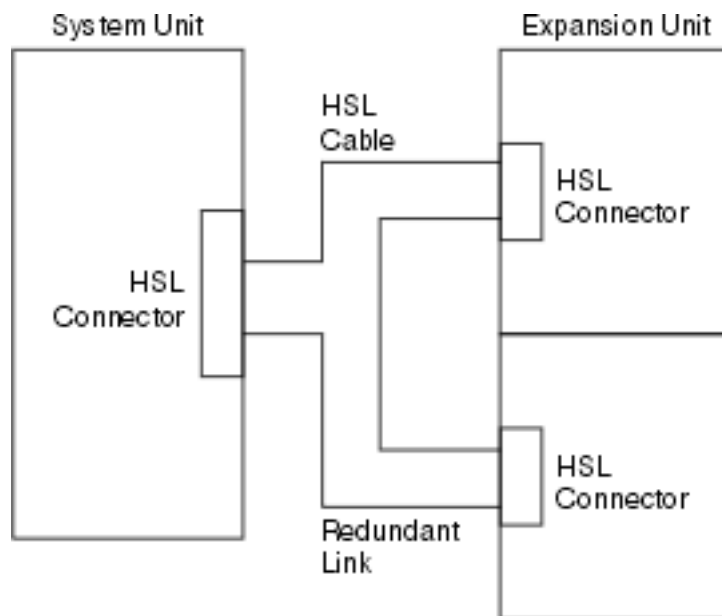 System Unit
Expansion Unit
HSL
Cable
HSL
Connector
HSL
Connector
HSL
Connector
Redundant
Link